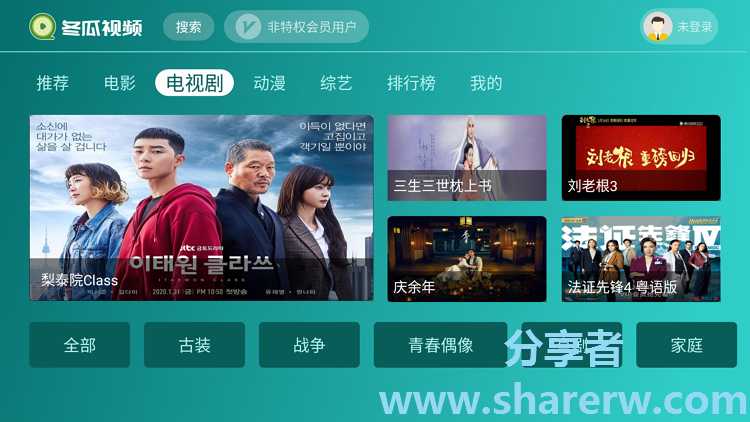 冬瓜视频
搜索
非特权会员用户
未登录
推荐
电影
电视剧
动漫
综艺
排行榜
我的
소신에
대가가 없는
삶을 살 겁니다
이득이 없다면
고집이고
객기일 뿐이야
jtbc 금토드라마
이태원 클라쓰
ITAEWON CLASS
2020.1.31 금 PM 10:50 첫방송
梨泰院Class
三生三世枕上书
刘老根 重磅回归
刘老根3
庆余年
法证先锋IV
法证先锋4 粤语版
全部
古装
战争
青春偶像
家庭
分享者
www.sharerw.com